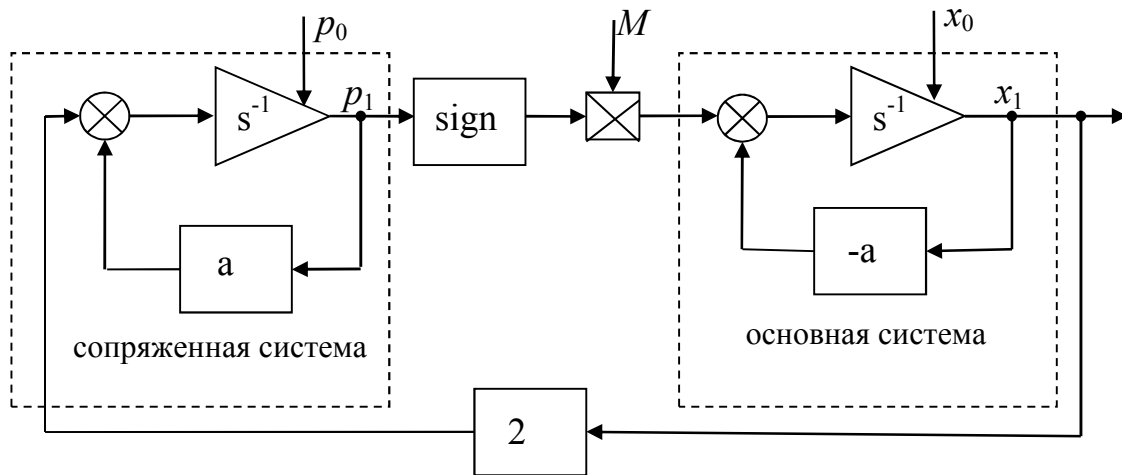 p₀
M
x₀
s⁻¹
p₁
sign
s⁻¹
x₁
a
-a
сопряженная система
основная система
2